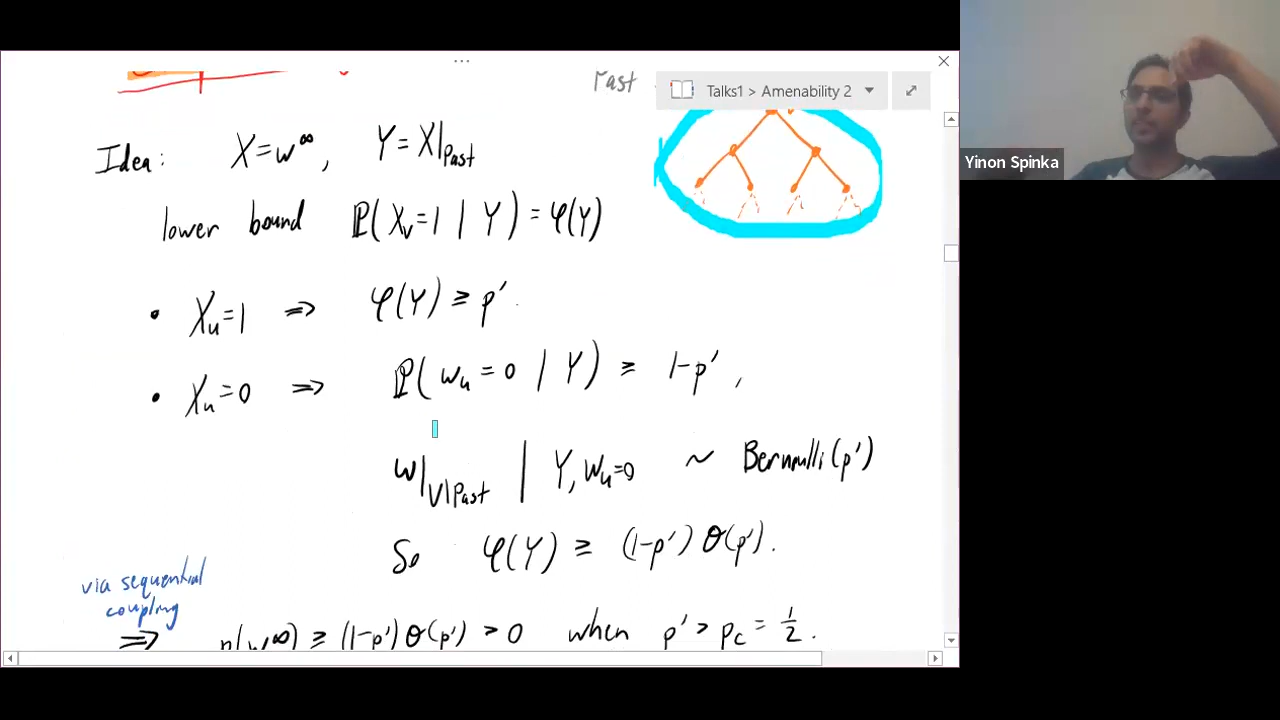 Past
Talks1 > Amenability 2
Yinon Spinka
Idea: X = w^∞, Y = X|_Past
lower bound ℙ(X_v = 1 | Y) = φ(Y)
• X_u = 1 ⇒ φ(Y) ≥ p'.
• X_u = 0 ⇒ ℙ(w_u = 0 | Y) ≥ 1-p',
w|_{V\Past} | Y, w_u=0 ~ Bernoulli(p')
So φ(Y) ≥ (1-p') θ(p').
via sequential
coupling
⇒ p(w^∞) ≥ (1-p') θ(p') > 0 when p' > p_c = 1/2.